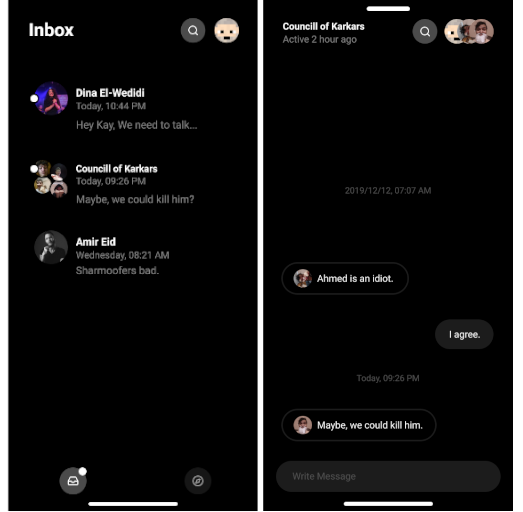 Inbox
Dina El-Wedidi
Today, 10:44 PM
Hey Kay, We need to talk...
Councill of Karkars
Today, 09:26 PM
Maybe, we could kill him?
Amir Eid
Wednesday, 08:21 AM
Sharmoofers bad.
Councill of Karkars
Active 2 hour ago
2019/12/12, 07:07 AM
Ahmed is an idiot.
I agree.
Today, 09:26 PM
Maybe, we could kill him.
Write Message